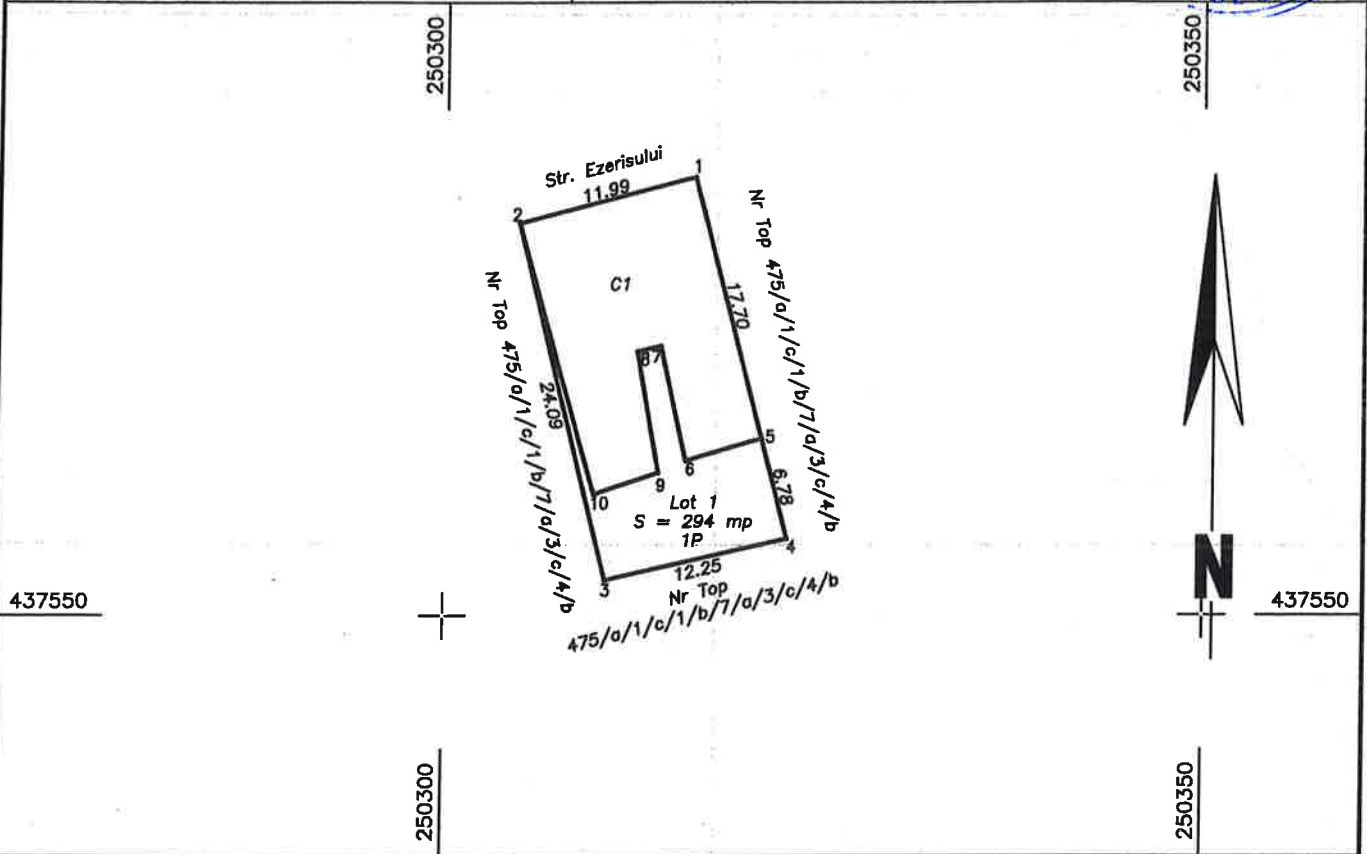 250300
250350
Str. Ezerisului
11.99
1
2
Nr Top 475/a/1/c/1/b/7/a/3/c/4/b
Nr Top 475/a/1/c/1/b/7/a/3/c/4/b
C1
17.70
8 7
24.09
5
6
9
10
6.78
Lot 1
S = 294 mp
1P
4
12.25
3
Nr Top
475/a/1/c/1/b/7/a/3/c/4/b
N
437550
437550
250300
250350